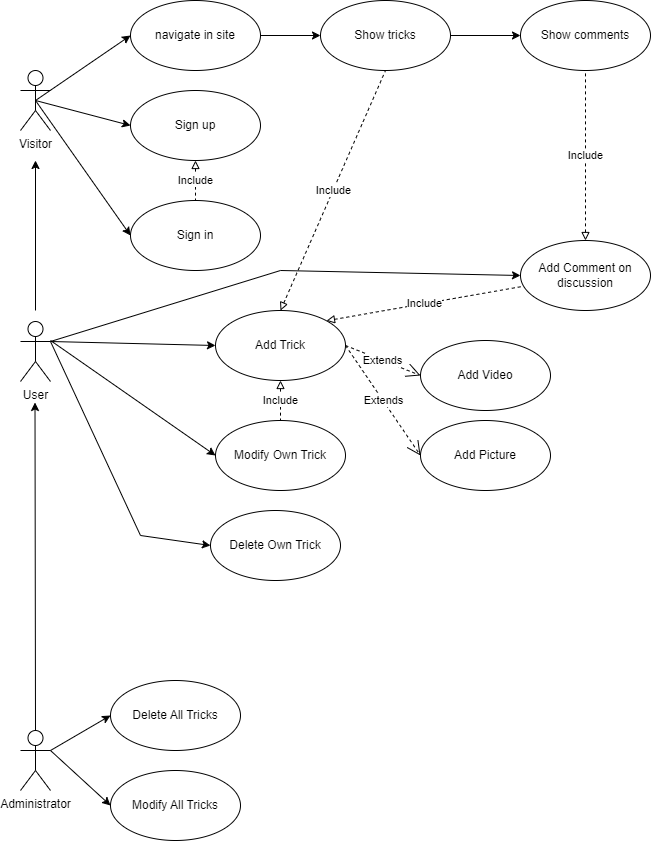 navigate in site
Show tricks
Show comments
Sign up
Visitor
Include
Include
Include
Sign in
Add Comment on
discussion
Include
Add Trick
Extends
Add Video
User
Include
Extends
Modify Own Trick
Add Picture
Delete Own Trick
Delete All Tricks
Administrator
Modify All Tricks